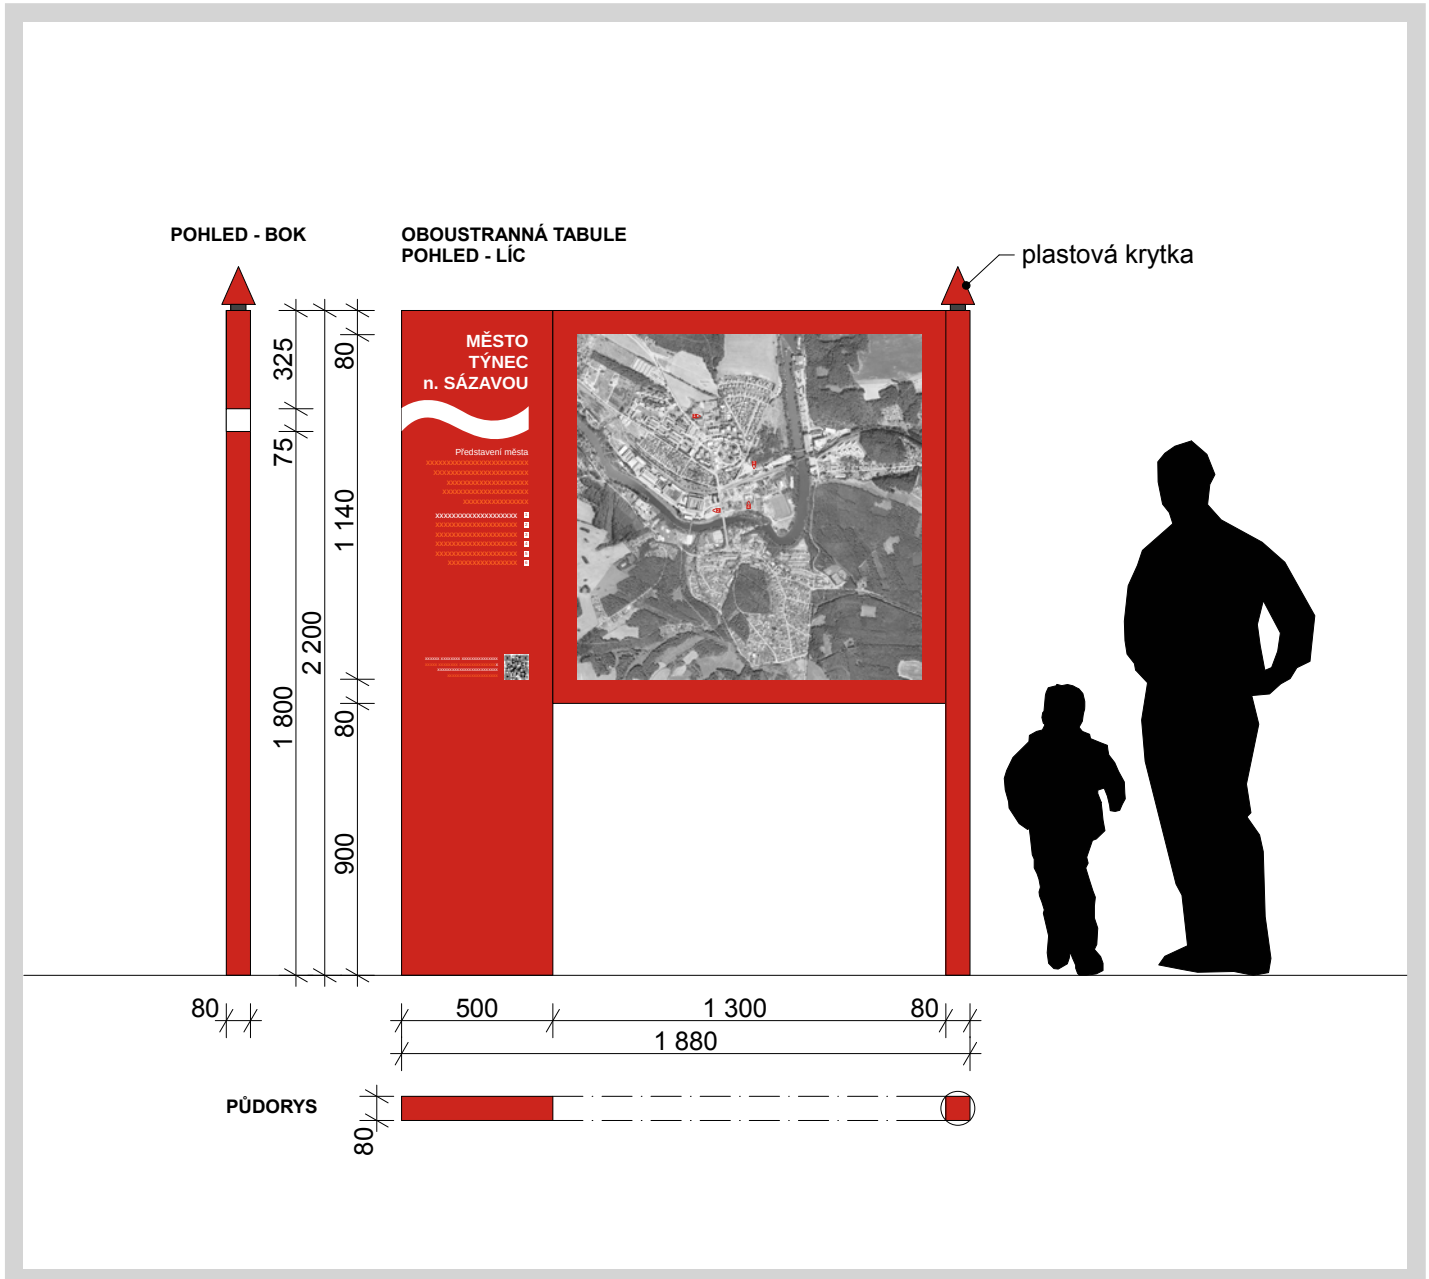 POHLED - BOK
OBOUSTRANNÁ TABULE
POHLED - LÍC
plastová krytka
MĚSTO
TÝNEC
n. SÁZAVOU
Představení města
325
75
1 800
2 200
80
1 140
80
900
80
500
1 300
80
1 880
PŮDORYS
80